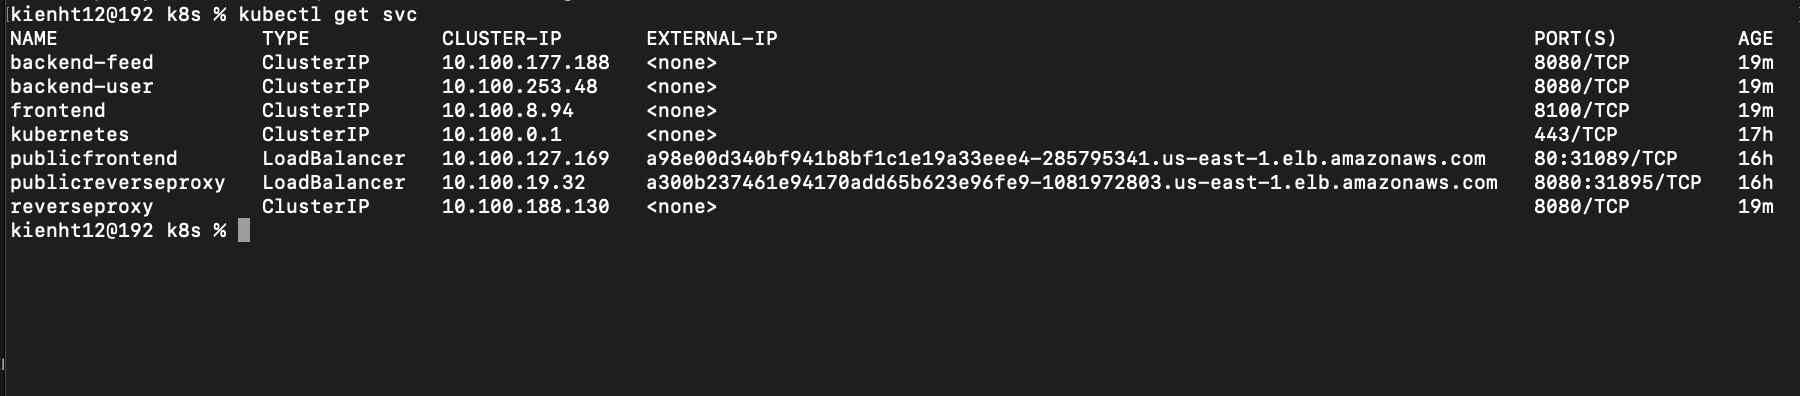 kienht12@192 k8s % kubectl get svc
NAME TYPE CLUSTER-IP EXTERNAL-IP PORT(S) AGE
backend-feed ClusterIP 10.100.177.188 <none> 8080/TCP 19m
backend-user ClusterIP 10.100.253.48 <none> 8080/TCP 19m
frontend ClusterIP 10.100.8.94 <none> 8100/TCP 19m
kubernetes ClusterIP 10.100.0.1 <none> 443/TCP 17h
publicfrontend LoadBalancer 10.100.127.169 a98e00d340bf941b8bf1c1e19a33eee4-285795341.us-east-1.elb.amazonaws.com 80:31089/TCP 16h
publicreverseproxy LoadBalancer 10.100.19.32 a300b237461e94170add65b623e96fe9-1081972803.us-east-1.elb.amazonaws.com 8080:31895/TCP 16h
reverseproxy ClusterIP 10.100.188.130 <none> 8080/TCP 19m
kienht12@192 k8s %